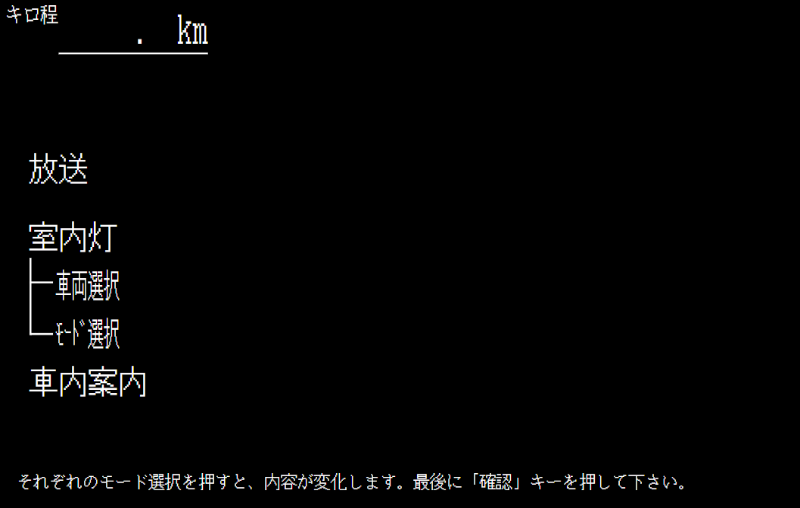 キロ程
. km
放送
室内灯
車両選択
ﾓｰﾄﾞ選択
車内案内
それぞれのモード選択を押すと、内容が変化します。最後に「確認」キーを押して下さい。